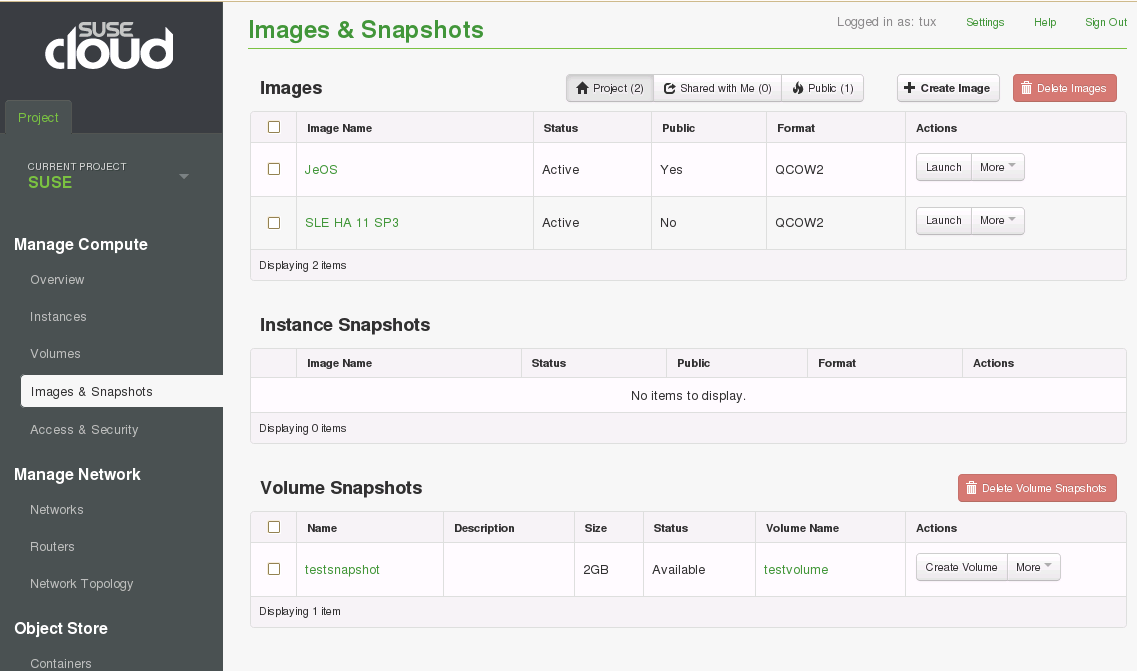 SUSE
cloud
Project
CURRENT PROJECT
SUSE
Manage Compute
Overview
Instances
Volumes
Images & Snapshots
Access & Security
Manage Network
Networks
Routers
Network Topology
Object Store
Containers
Images & Snapshots
Logged in as: tux Settings Help Sign Out
Images Project (2) Shared with Me (0) Public (1) Create Image Delete Images
Image Name Status Public Format Actions
JeOS Active Yes QCOW2 Launch More
SLE HA 11 SP3 Active No QCOW2 Launch More
Displaying 2 items
Instance Snapshots
Image Name Status Public Format Actions
No items to display.
Displaying 0 items
Volume Snapshots Delete Volume Snapshots
Name Description Size Status Volume Name Actions
testsnapshot 2GB Available testvolume Create Volume More
Displaying 1 item